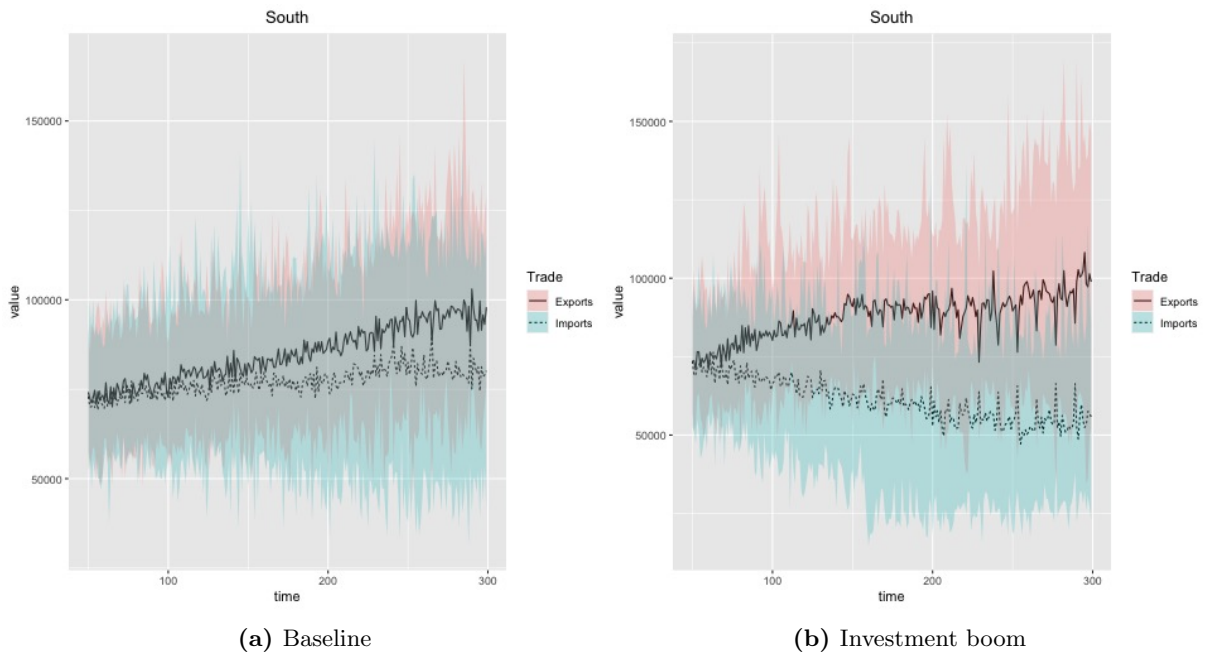 South
150000
100000
50000
value
100
200
300
time
Trade
Exports
Imports
(a) Baseline
South
150000
100000
50000
value
100
200
300
time
Trade
Exports
Imports
(b) Investment boom